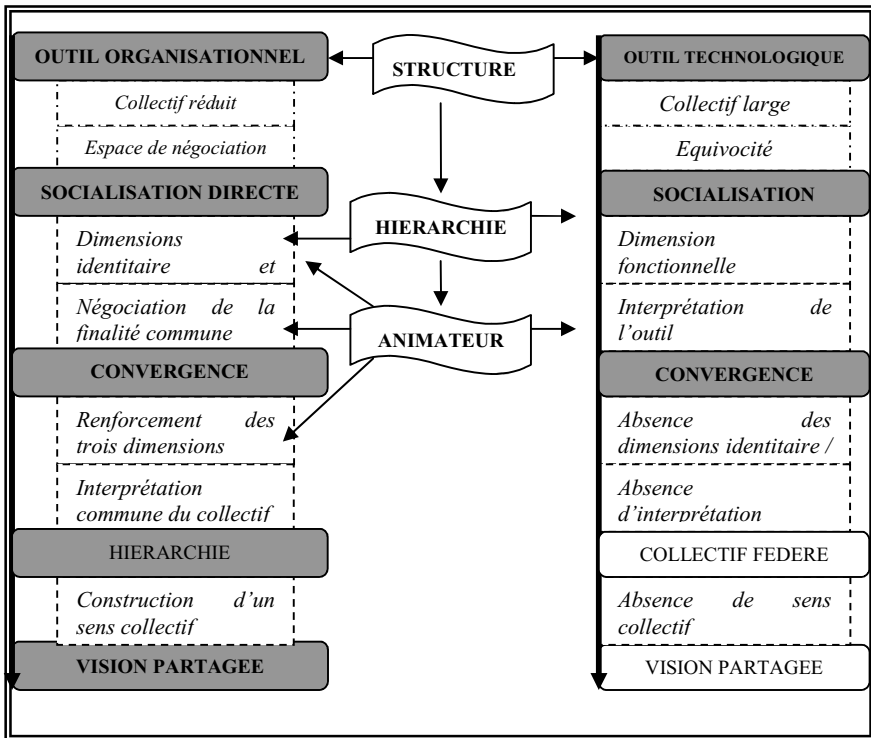 OUTIL ORGANISATIONNEL
Collectif réduit
Espace de négociation
SOCIALISATION DIRECTE
Dimensions
identitaire et
Négociation de la
finalité commune
CONVERGENCE
Renforcement des
trois dimensions
Interprétation
commune du collectif
HIERARCHIE
Construction d'un
sens collectif
VISION PARTAGEE
STRUCTURE
HIERARCHIE
ANIMATEUR
OUTIL TECHNOLOGIQUE
Collectif large
Equivocité
SOCIALISATION
Dimension
fonctionnelle
Interprétation de
l'outil
CONVERGENCE
Absence des
dimensions identitaire /
Absence
d'interprétation
COLLECTIF FEDERE
Absence de sens
collectif
VISION PARTAGEE